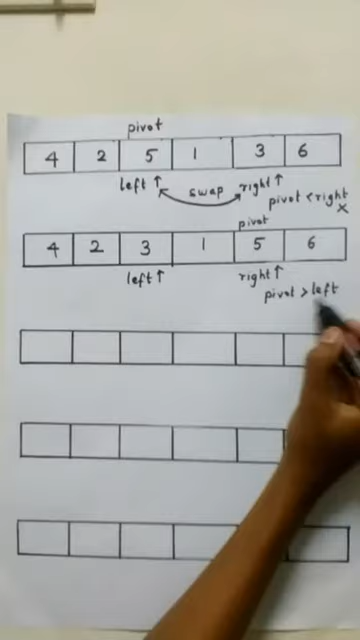 pivot
4 2 5 1 3 6
left ↑ swap right ↑
pivot < right
x
pivot
4 2 3 1 5 6
left ↑ right ↑
pivot > left